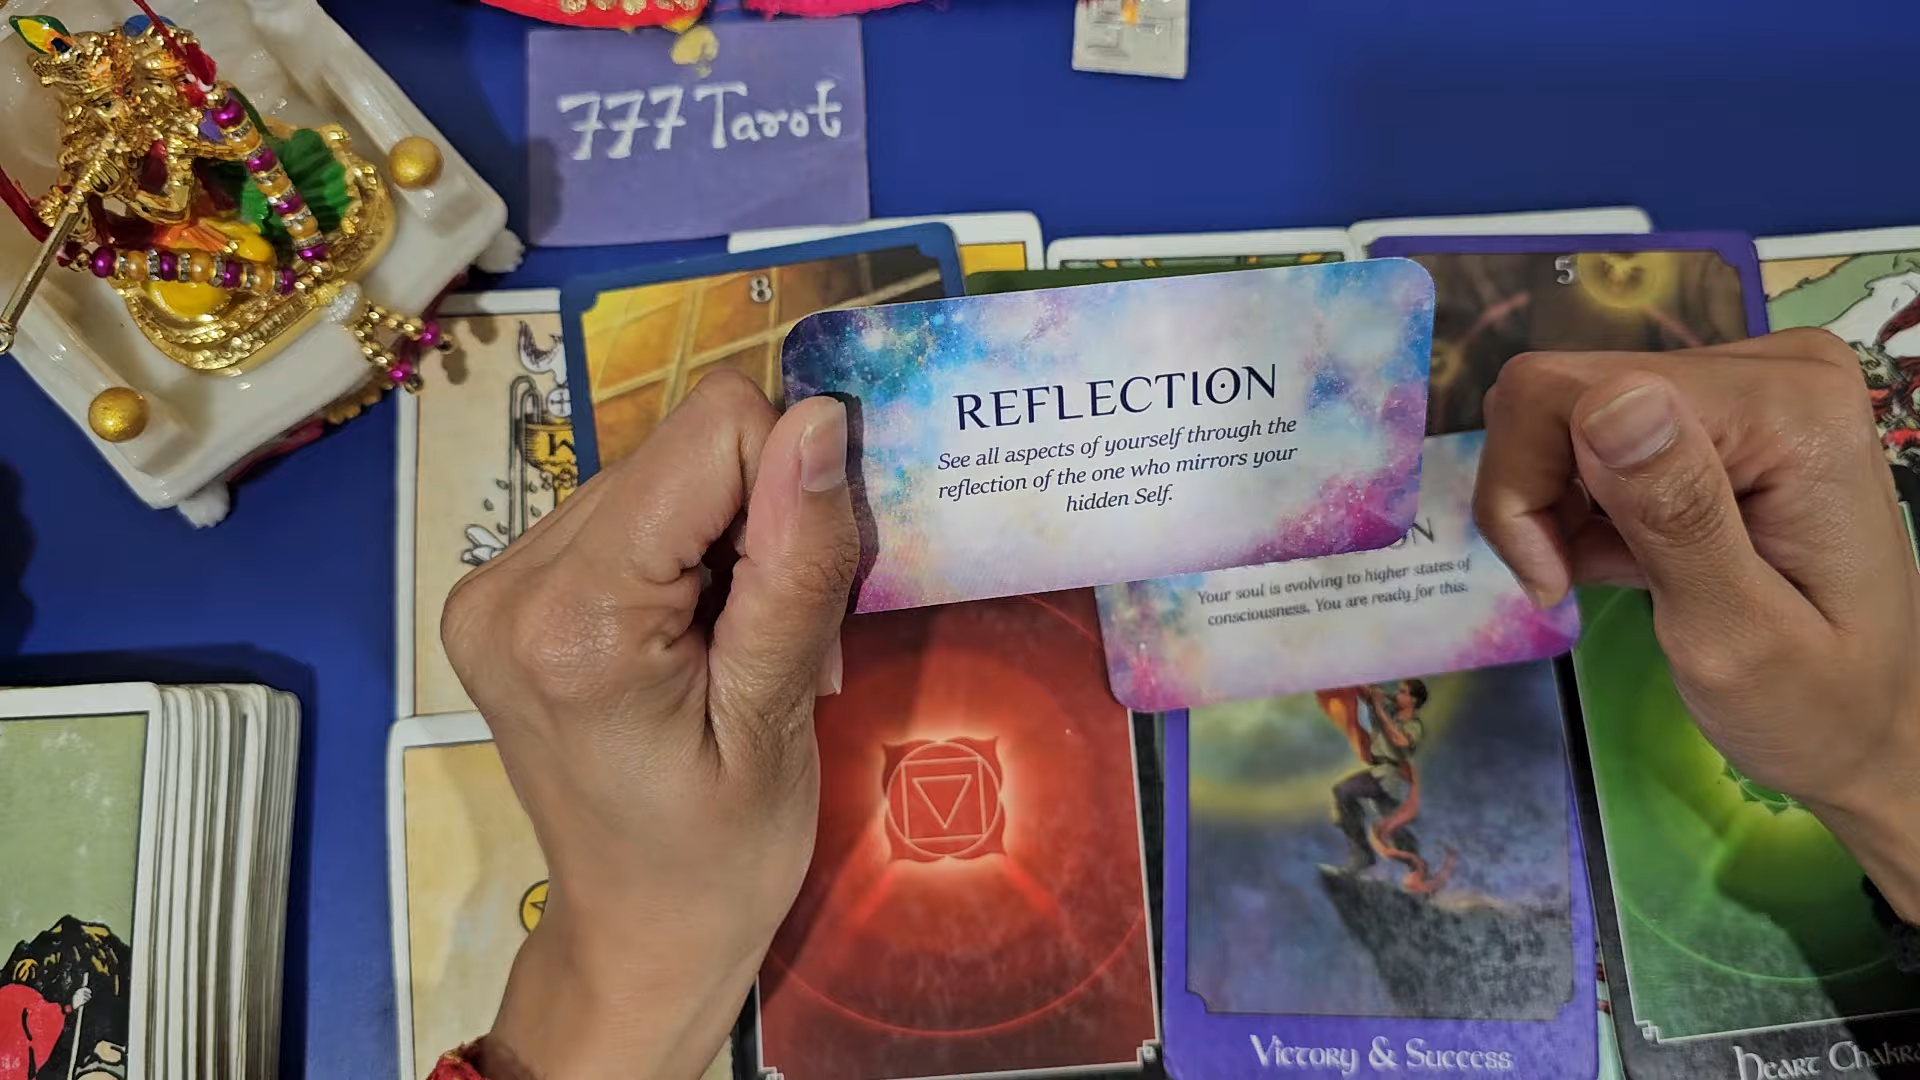 777 Tarot
8
5
REFLECTION
See all aspects of yourself through the
reflection of the one who mirrors your
hidden Self.
Your soul is evolving to higher states of
consciousness. You are ready for this.
Victory & Success
Heart Chakra